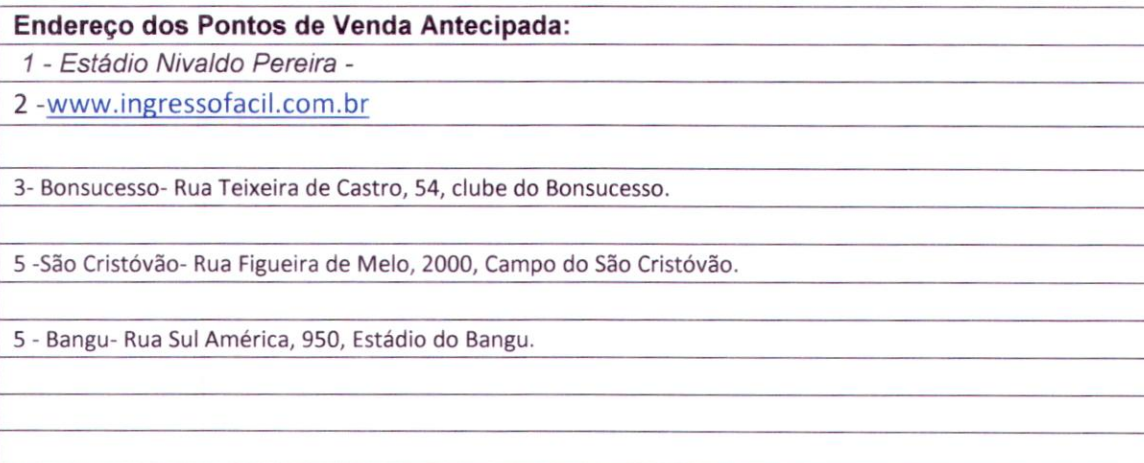 Endereço dos Pontos de Venda Antecipada:
1 - Estádio Nivaldo Pereira -
2 -www.ingressofacil.com.br
3- Bonsucesso- Rua Teixeira de Castro, 54, clube do Bonsucesso.
5 -São Cristóvão- Rua Figueira de Melo, 2000, Campo do São Cristóvão.
5 - Bangu- Rua Sul América, 950, Estádio do Bangu.